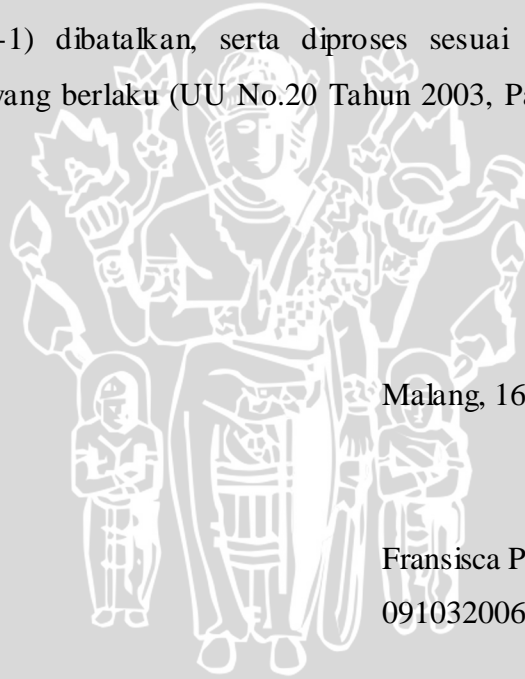 -1) dibatalkan, serta diproses sesuai
yang berlaku (UU No.20 Tahun 2003, Pa
Malang, 16
Fransisca P
091032006